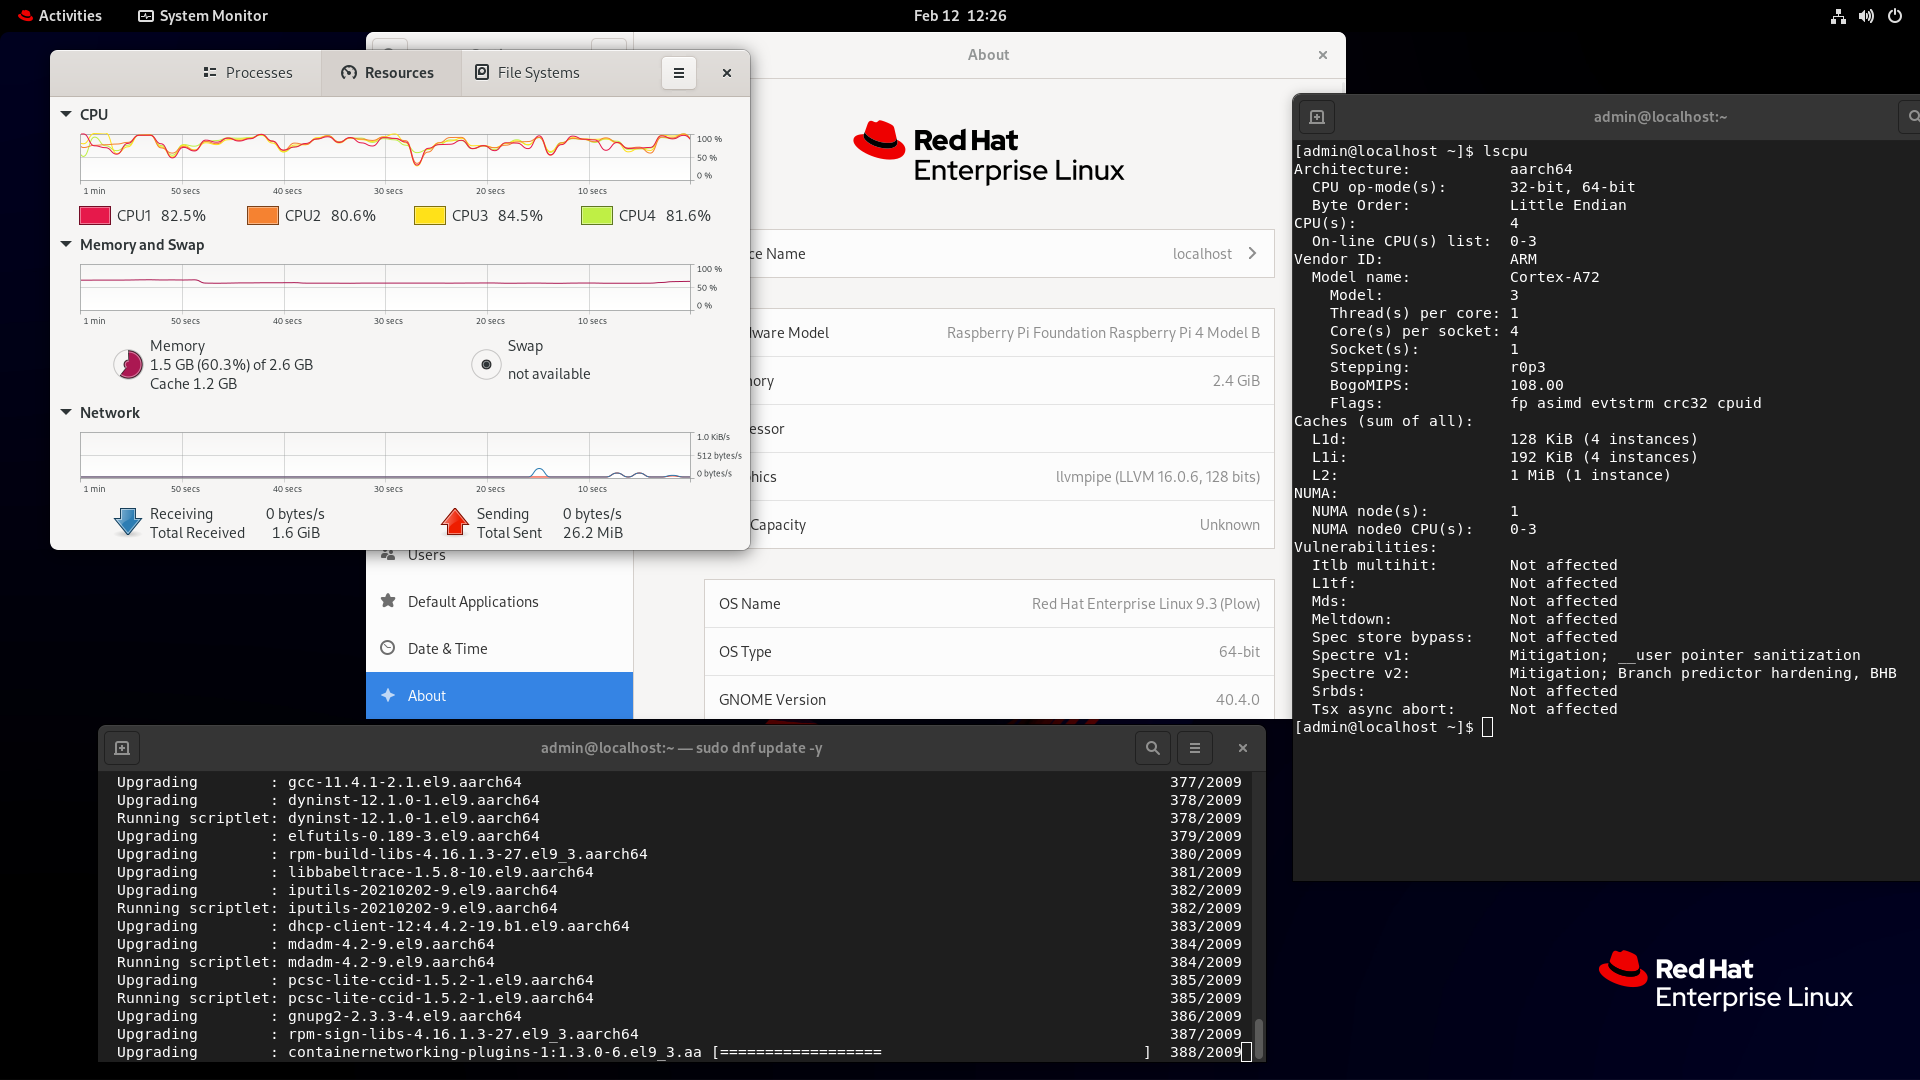 Activities
System Monitor
Feb 12 12:26
Processes
Resources
File Systems
CPU
100 %
50 %
0 %
1 min 50 secs 40 secs 30 secs 20 secs 10 secs
CPU1 82.5%
CPU2 80.6%
CPU3 84.5%
CPU4 81.6%
Memory and Swap
100 %
50 %
0 %
1 min 50 secs 40 secs 30 secs 20 secs 10 secs
Memory
1.5 GB (60.3%) of 2.6 GB
Cache 1.2 GB
Swap
not available
Network
1.0 KiB/s
512 bytes/s
0 bytes/s
1 min 50 secs 40 secs 30 secs 20 secs 10 secs
Receiving 0 bytes/s
Total Received 1.6 GiB
Sending 0 bytes/s
Total Sent 26.2 MiB
About
Red Hat
Enterprise Linux
ce Name localhost
ware Model Raspberry Pi Foundation Raspberry Pi 4 Model B
ory 2.4 GiB
essor
hics llvmpipe (LLVM 16.0.6, 128 bits)
Capacity Unknown
OS Name Red Hat Enterprise Linux 9.3 (Plow)
OS Type 64-bit
GNOME Version 40.4.0
Users
Default Applications
Date & Time
About
admin@localhost:~
[admin@localhost ~]$ lscpu
Architecture: aarch64
CPU op-mode(s): 32-bit, 64-bit
Byte Order: Little Endian
CPU(s): 4
On-line CPU(s) list: 0-3
Vendor ID: ARM
Model name: Cortex-A72
Model: 3
Thread(s) per core: 1
Core(s) per socket: 4
Socket(s): 1
Stepping: r0p3
BogoMIPS: 108.00
Flags: fp asimd evtstrm crc32 cpuid
Caches (sum of all):
L1d: 128 KiB (4 instances)
L1i: 192 KiB (4 instances)
L2: 1 MiB (1 instance)
NUMA:
NUMA node(s): 1
NUMA node0 CPU(s): 0-3
Vulnerabilities:
Itlb multihit: Not affected
L1tf: Not affected
Mds: Not affected
Meltdown: Not affected
Spec store bypass: Not affected
Spectre v1: Mitigation; __user pointer sanitization
Spectre v2: Mitigation; Branch predictor hardening, BHB
Srbds: Not affected
Tsx async abort: Not affected
[admin@localhost ~]$
admin@localhost:~ — sudo dnf update -y
Upgrading : gcc-11.4.1-2.1.el9.aarch64 377/2009
Upgrading : dyninst-12.1.0-1.el9.aarch64 378/2009
Running scriptlet: dyninst-12.1.0-1.el9.aarch64 378/2009
Upgrading : elfutils-0.189-3.el9.aarch64 379/2009
Upgrading : rpm-build-libs-4.16.1.3-27.el9_3.aarch64 380/2009
Upgrading : libbabeltrace-1.5.8-10.el9.aarch64 381/2009
Upgrading : iputils-20210202-9.el9.aarch64 382/2009
Running scriptlet: iputils-20210202-9.el9.aarch64 382/2009
Upgrading : dhcp-client-12:4.4.2-19.b1.el9.aarch64 383/2009
Upgrading : mdadm-4.2-9.el9.aarch64 384/2009
Running scriptlet: mdadm-4.2-9.el9.aarch64 384/2009
Upgrading : pcsc-lite-ccid-1.5.2-1.el9.aarch64 385/2009
Running scriptlet: pcsc-lite-ccid-1.5.2-1.el9.aarch64 385/2009
Upgrading : gnupg2-2.3.3-4.el9.aarch64 386/2009
Upgrading : rpm-sign-libs-4.16.1.3-27.el9_3.aarch64 387/2009
Upgrading : containernetworking-plugins-1:1.3.0-6.el9_3.aa [================== ] 388/2009
Red Hat
Enterprise Linux